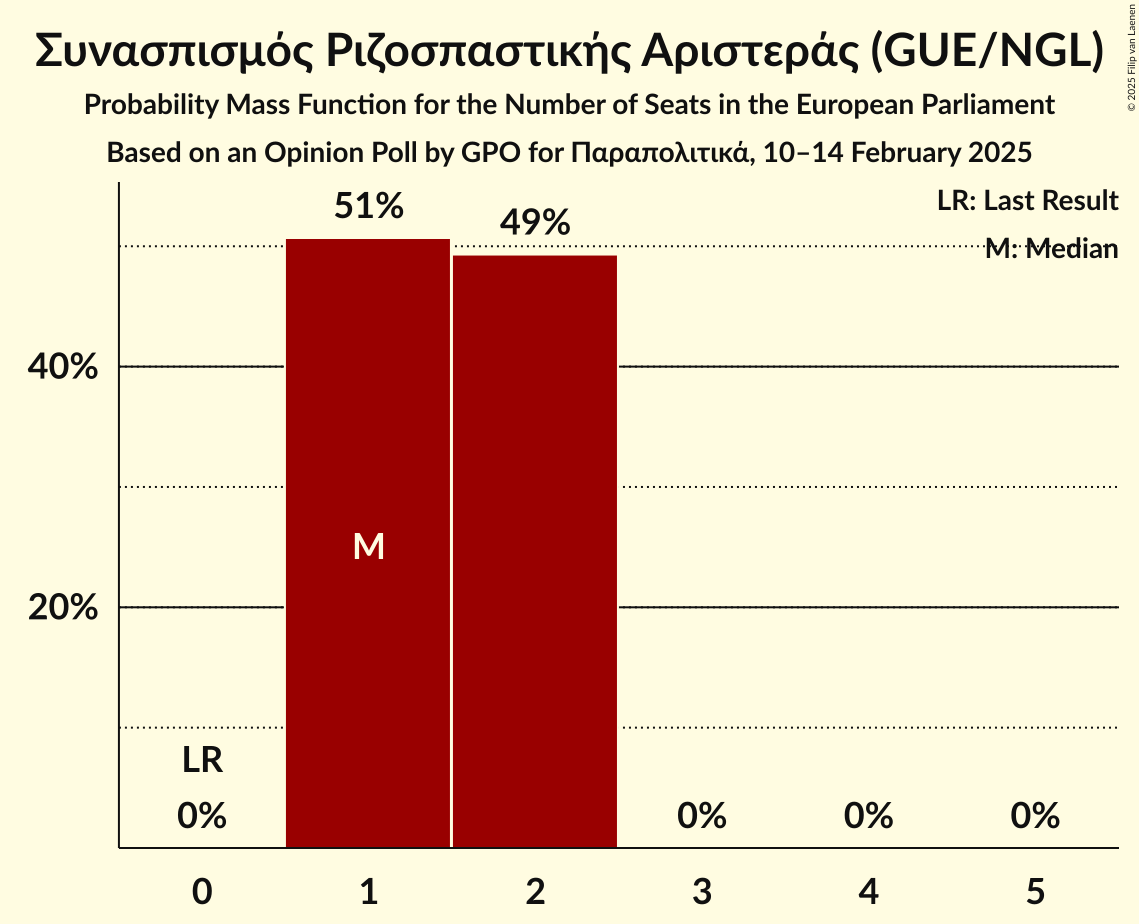 Συνασπισμός Ριζοσπαστικής Αριστεράς (GUE/NGL)
Probability Mass Function for the Number of Seats in the European Parliament
Based on an Opinion Poll by GPO for Παραπολιτικά, 10–14 February 2025
© 2025 Filip van Laenen
LR: Last Result
M: Median
51%
49%
40%
M
20%
LR
0%
0%
0%
0%
0
1
2
3
4
5